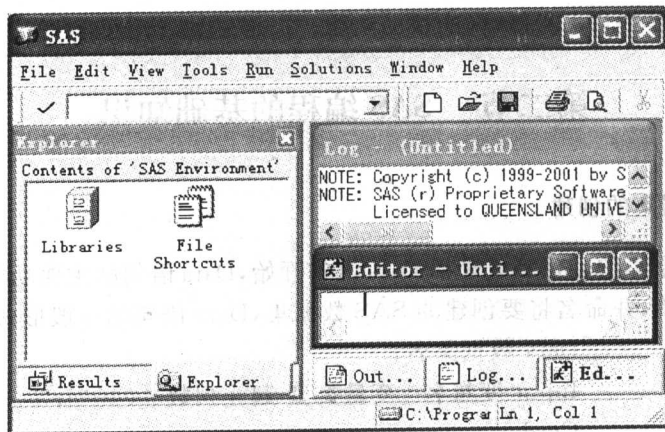 SAS
File Edit View Tools Run Solutions Window Help
Explorer
Contents of 'SAS Environment'
Libraries
File
Shortcuts
Results
Explorer
Log - (Untitled)
NOTE: Copyright (c) 1999-2001 by S
NOTE: SAS (r) Proprietary Software
Licensed to QUEENSLAND UNIVE
Editor - Unti...
Out...
Log...
Ed...
C:\Prograr
Ln 1, Col 1